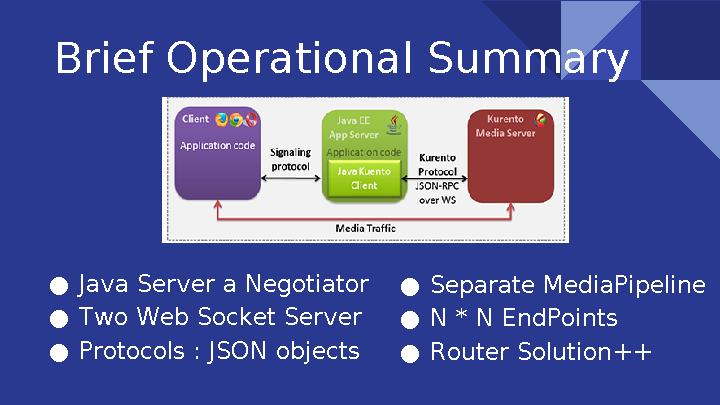 Brief Operational Summary
Client
Application code
Signaling
protocol
Java EE
App Server
Application code
Java Kuento
Client
Kurento
Protocol
JSON-RPC
over WS
Kurento
Media Server
Media Traffic
● Java Server a Negotiator
● Two Web Socket Server
● Protocols : JSON objects
● Separate MediaPipeline
● N * N EndPoints
● Router Solution++